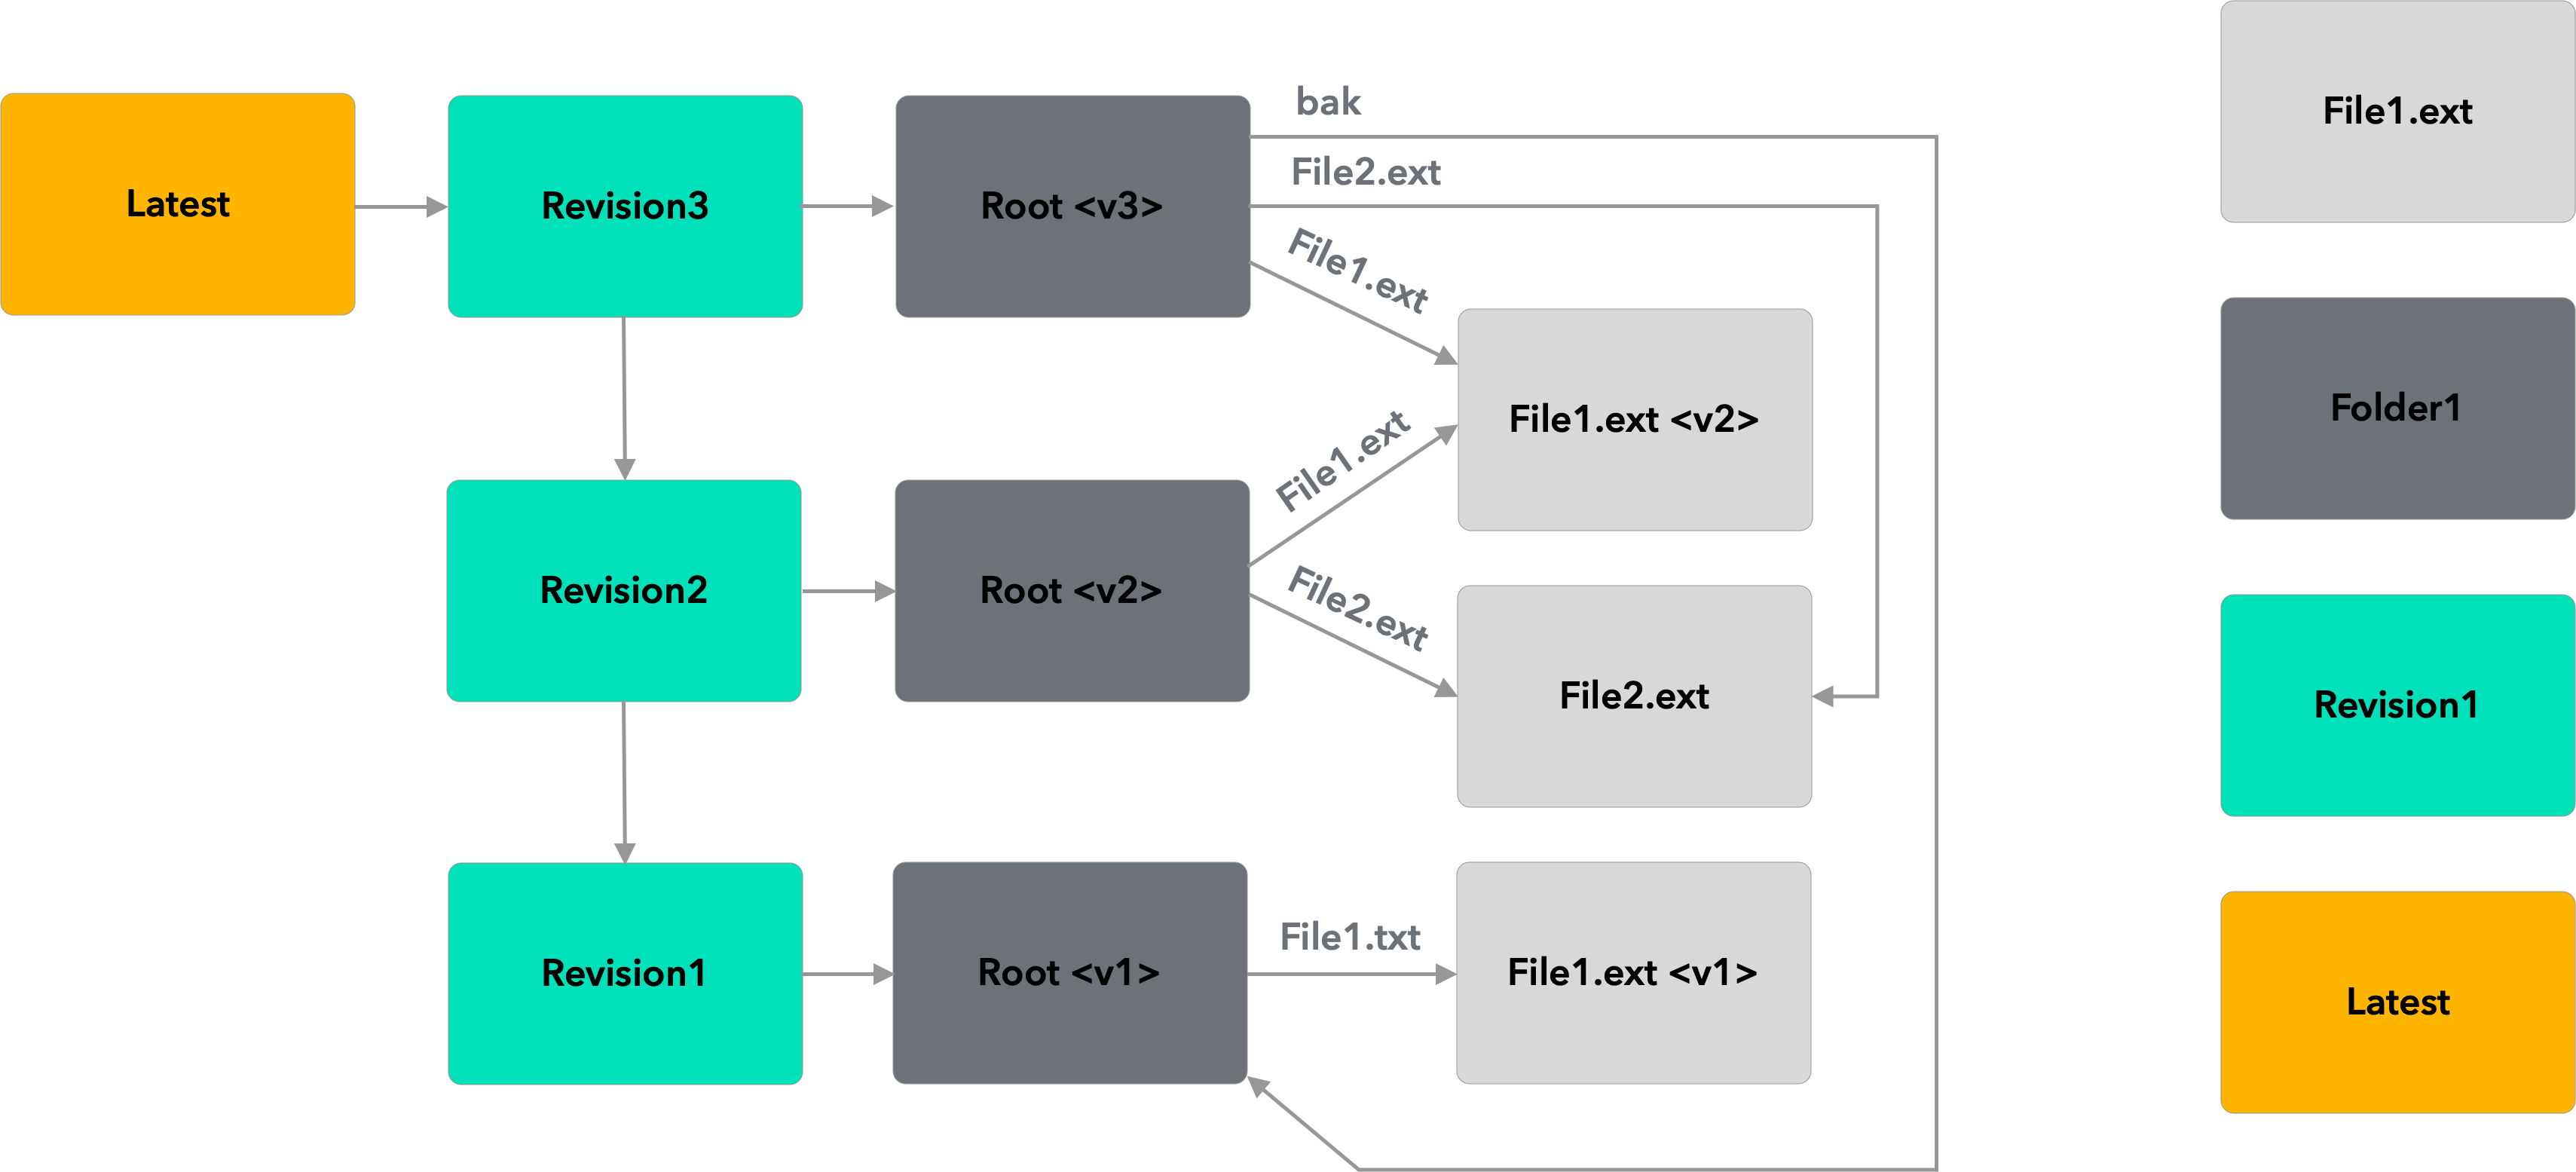 bak
File2.ext
Latest
Revision3
Root <v3>
File1.ext
File1.ext <v2>
File1.ext
Revision2
Root <v2>
File2.ext
File2.ext
Revision1
Root <v1>
File1.txt
File1.ext <v1>
File1.ext
Folder1
Revision1
Latest